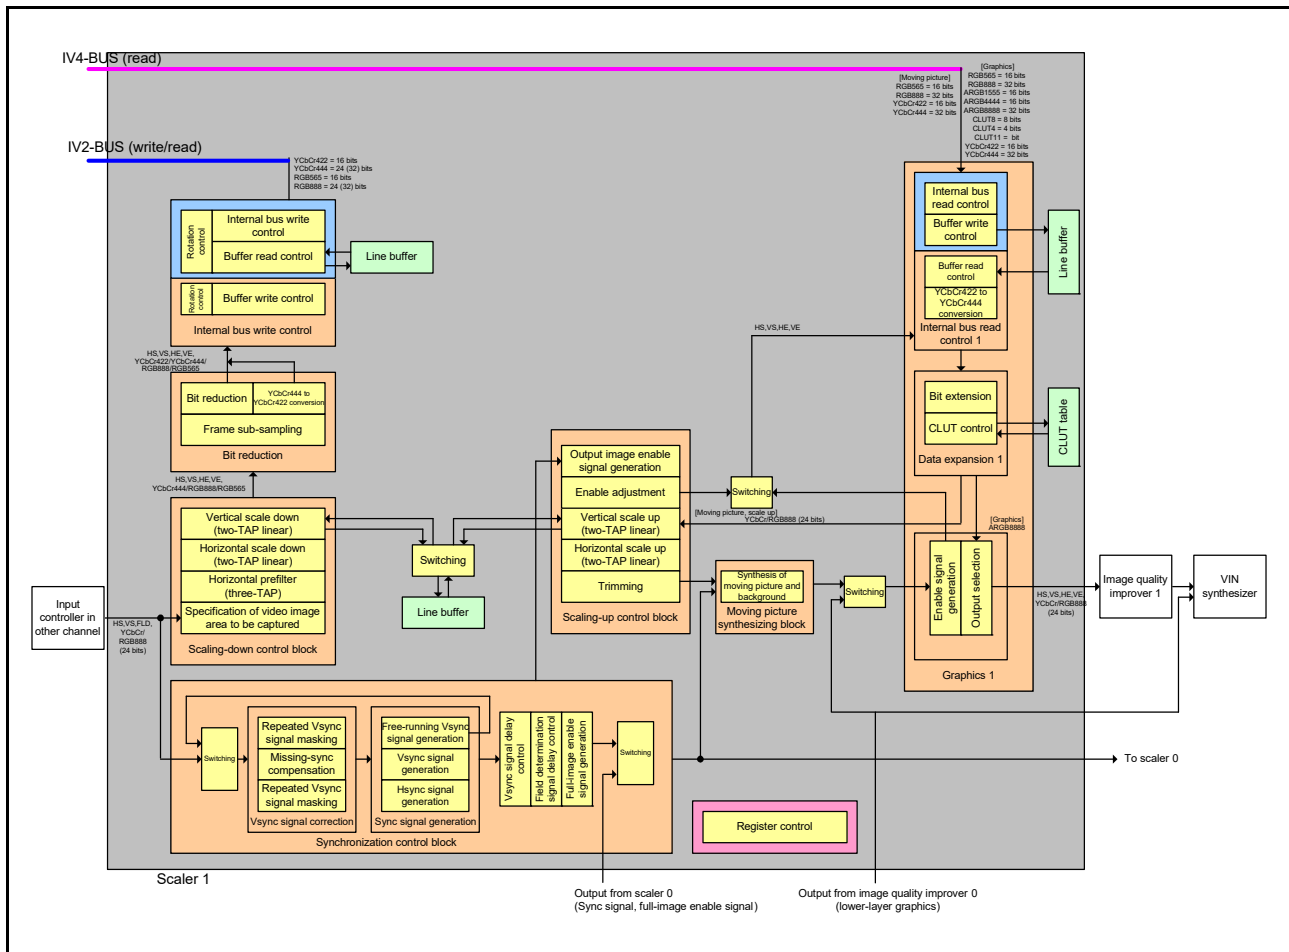 IV4-BUS (read)
[Moving picture]
RGB565 = 16 bits
RGB888 = 32 bits
YCbCr422 = 16 bits
YCbCr444 = 32 bits
[Graphics]
RGB565 = 16 bits
RGB888 = 32 bits
ARGB1555 = 16 bits
ARGB4444 = 16 bits
ARGB8888 = 32 bits
CLUT8 = 8 bits
CLUT4 = 4 bits
CLUT11 = bit
YCbCr422 = 16 bits
YCbCr444 = 32 bits
IV2-BUS (write/read)
YCbCr422 = 16 bits
YCbCr444 = 24 (32) bits
RGB565 = 16 bits
RGB888 = 24 (32) bits
Rotation
control
Internal bus write
control
Buffer read control
Line buffer
Rotation
control
Buffer write control
Internal bus write control
Internal bus
read control
Buffer write
control
Line buffer
Buffer read
control
YCbCr422 to
YCbCr444
conversion
Internal bus read
control 1
HS,VS,HE,VE
HS,VS,HE,VE,
YCbCr422/YCbCr444/
RGB888/RGB565
Bit reduction
YCbCr444 to
YCbCr422 conversion
Frame sub-sampling
Bit reduction
Bit extension
CLUT control
CLUT table
Data expansion 1
HS,VS,HE,VE,
YCbCr444/RGB888/RGB565
Output image enable
signal generation
Enable adjustment
Vertical scale up
(two-TAP linear)
Horizontal scale up
(two-TAP linear)
Trimming
Scaling-up control block
Switching
[Moving picture, scale up]
YCbCr/RGB888 (24 bits)
[Graphics]
ARGB8888
Vertical scale down
(two-TAP linear)
Horizontal scale down
(two-TAP linear)
Horizontal prefilter
(three-TAP)
Specification of video image
area to be captured
Scaling-down control block
Switching
Line buffer
Input
controller in
other channel
HS,VS,FLD,
YCbCr/
RGB888
(24 bits)
Synthesis of
moving picture and
background
Moving picture
synthesizing block
Switching
Enable signal
generation
Output selection
Graphics 1
HS,VS,HE,VE,
YCbCr/RGB888
(24 bits)
Image quality
improver 1
VIN
synthesizer
Switching
Repeated Vsync
signal masking
Missing-sync
compensation
Repeated Vsync
signal masking
Vsync signal correction
Free-running Vsync
signal generation
Vsync signal
generation
Hsync signal
generation
Sync signal generation
Vsync signal delay
control
Field determination
signal delay control
Full-image enable
signal generation
Switching
Synchronization control block
To scaler 0
Register control
Scaler 1
Output from scaler 0
(Sync signal, full-image enable signal)
Output from image quality improver 0
(lower-layer graphics)